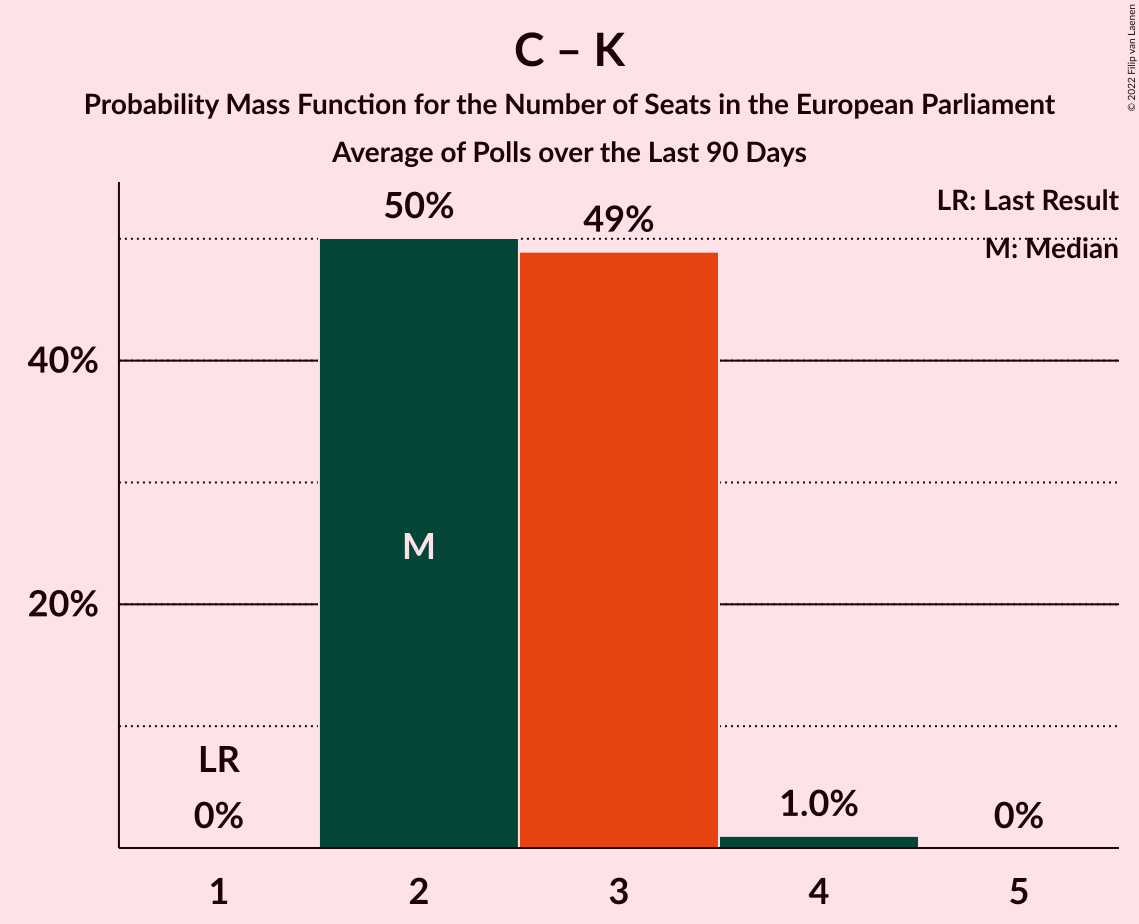 C – K
Probability Mass Function for the Number of Seats in the European Parliament
Average of Polls over the Last 90 Days
© 2022 Filip van Laenen
LR: Last Result
M: Median
50%
49%
40%
M
20%
LR
0%
1.0%
0%
1 2 3 4 5